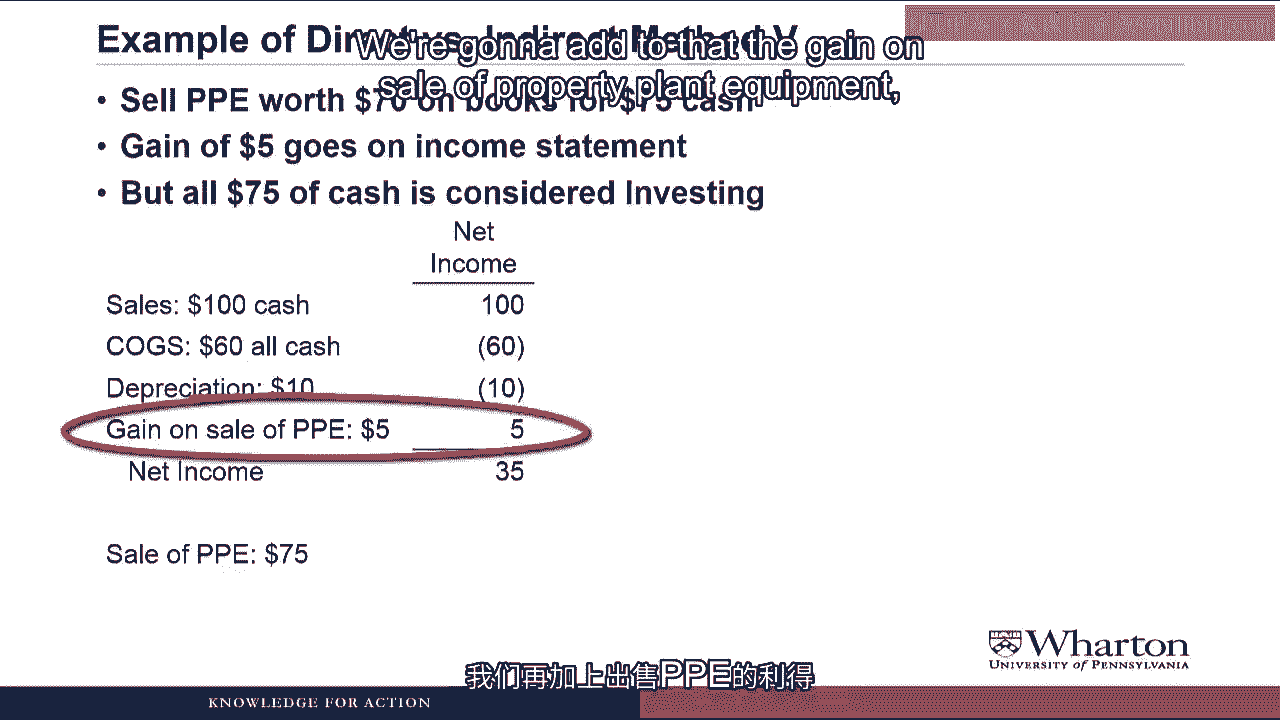 Example of Direct vs. Indirect Method V
We're gonna add to that the gain on
sale of property plant equipment,
• Sell PPE worth $70 on books for $75 cash
• Gain of $5 goes on income statement
• But all $75 of cash is considered Investing
Net
Income
Sales: $100 cash 100
COGS: $60 all cash (60)
Depreciation: $10 (10)
Gain on sale of PPE: $5 5
Net Income 35
Sale of PPE: $75
Wharton
UNIVERSITY of PENNSYLVANIA
我们再加上出售PPE的利得
KNOWLEDGE FOR ACTION